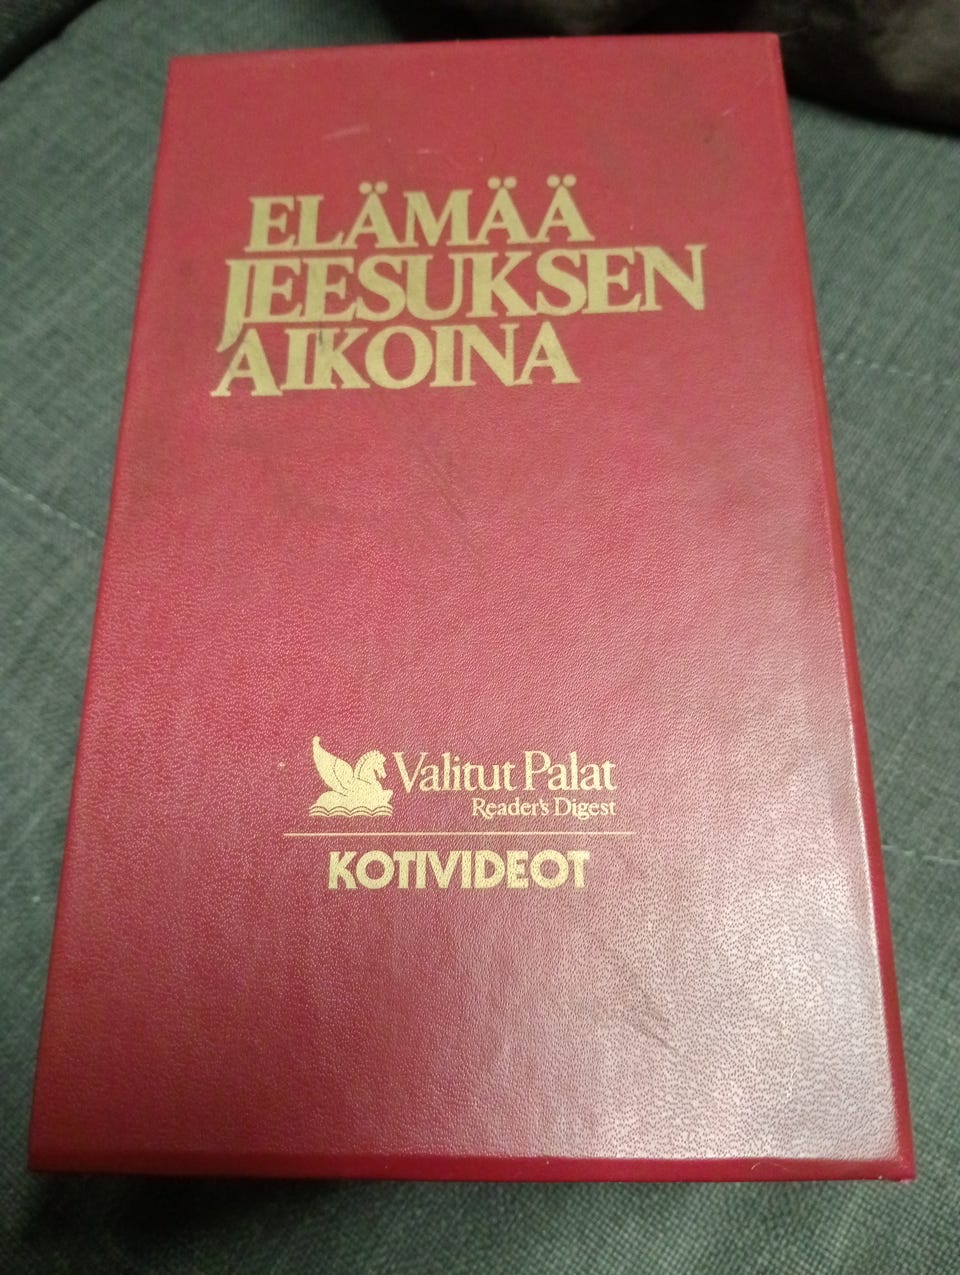 ELÄMÄÄ
JEESUKSEN
AIKOINA
Valitut Palat
Reader's Digest
KOTIVIDEOT